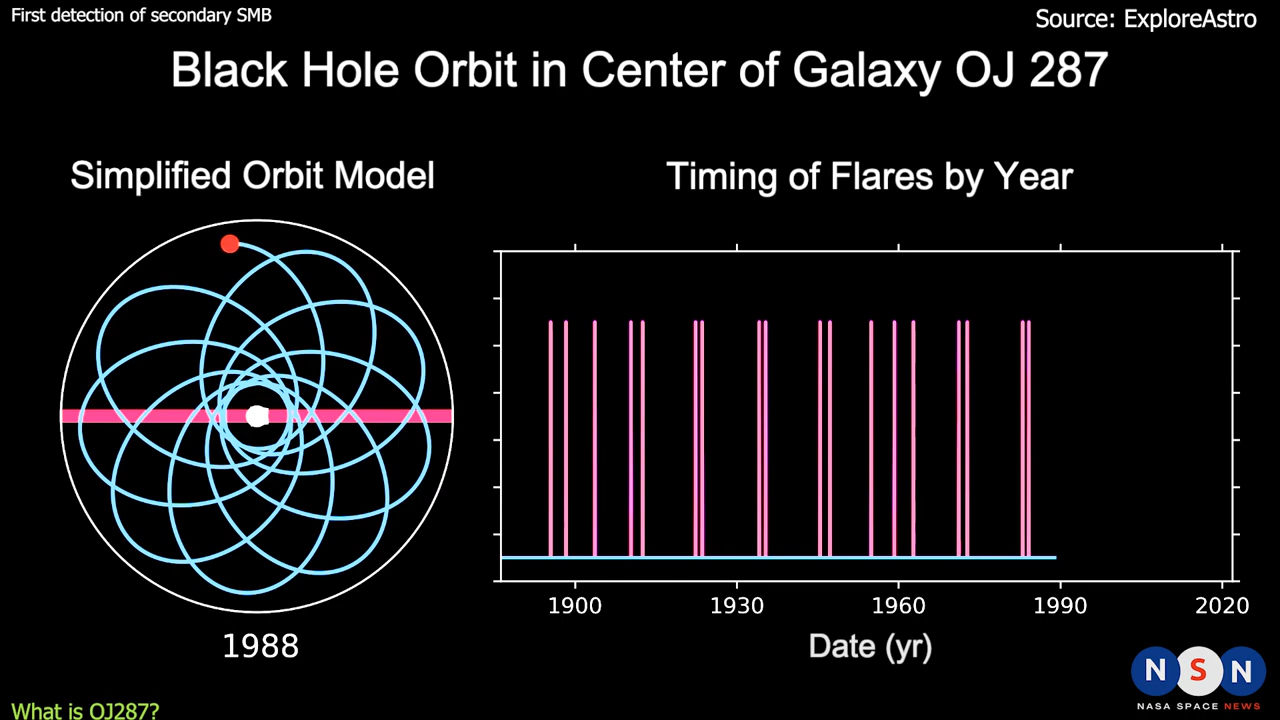 First detection of secondary SMB
Source: ExploreAstro
Black Hole Orbit in Center of Galaxy OJ 287
Simplified Orbit Model
Timing of Flares by Year
1900 1930 1960 1990 2020
1988
Date (yr)
N S N
NASA SPACE NEWS
What is OJ287?